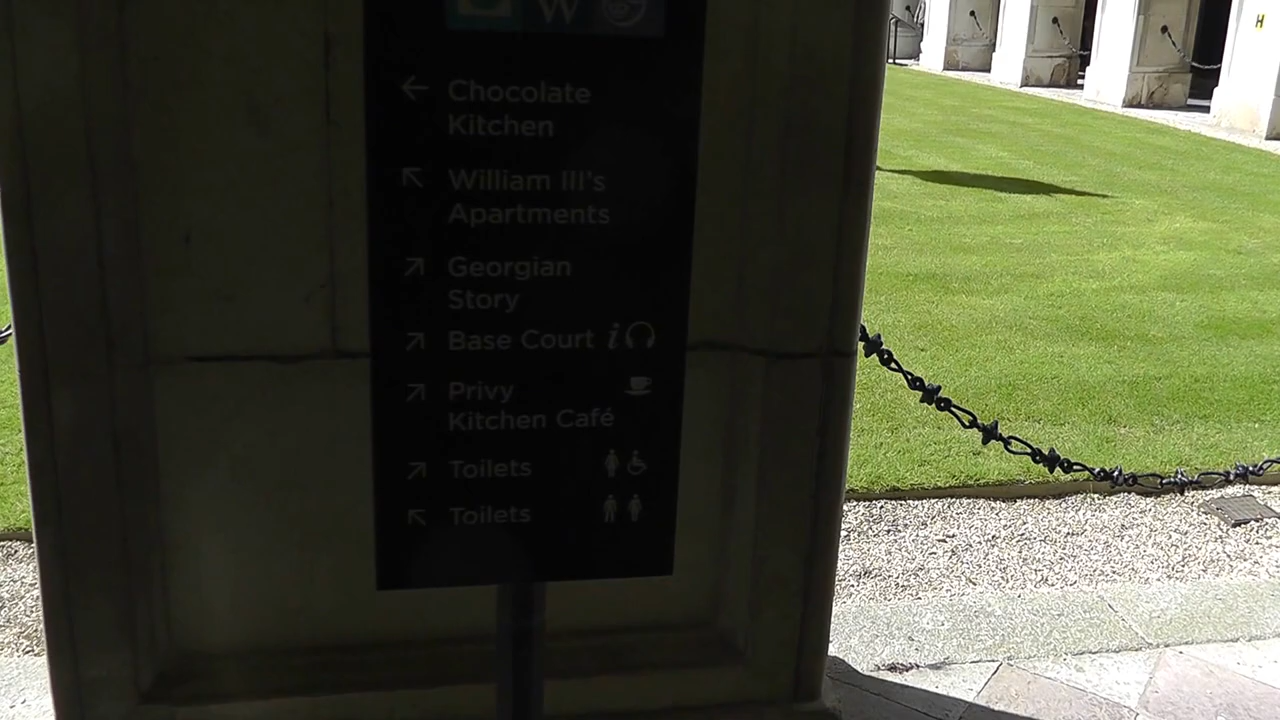 W
Chocolate
Kitchen
William III's
Apartments
Georgian
Story
Base Court i
Privy
Kitchen Café
Toilets
Toilets
H